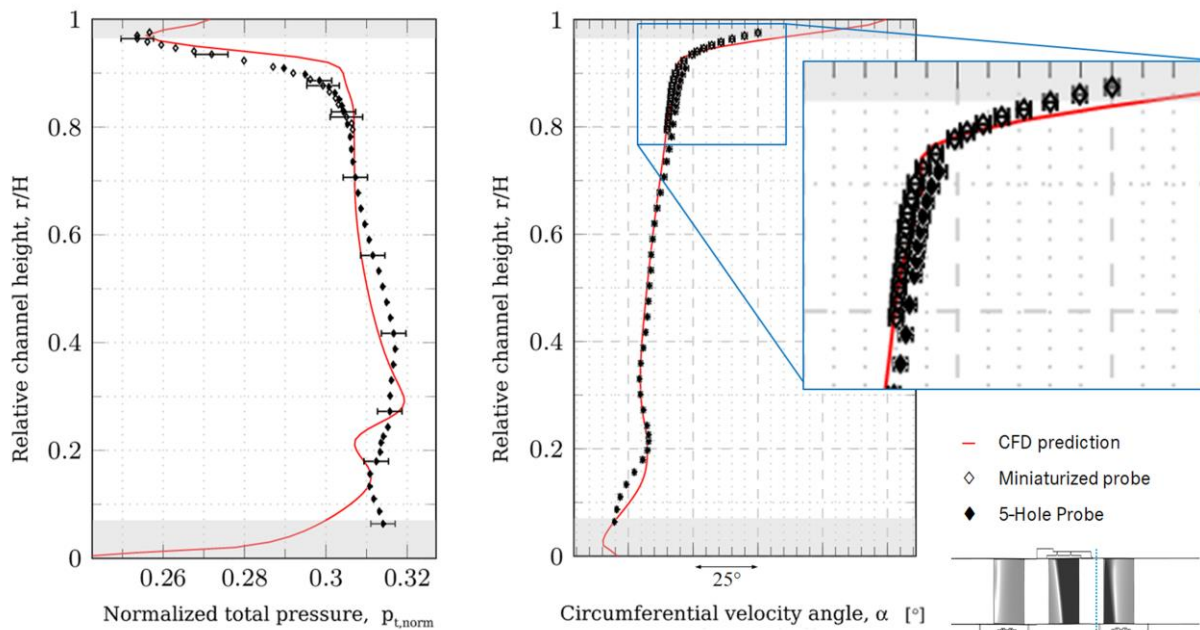 1
0.8
0.6
0.4
0.2
0
Relative channel height, r/H
0.26
0.28
0.3
0.32
Normalized total pressure, pt,norm
1
0.8
0.6
0.4
0.2
0
Relative channel height, r/H
25°
Circumferential velocity angle, α [°]
CFD prediction
Miniaturized probe
5-Hole Probe